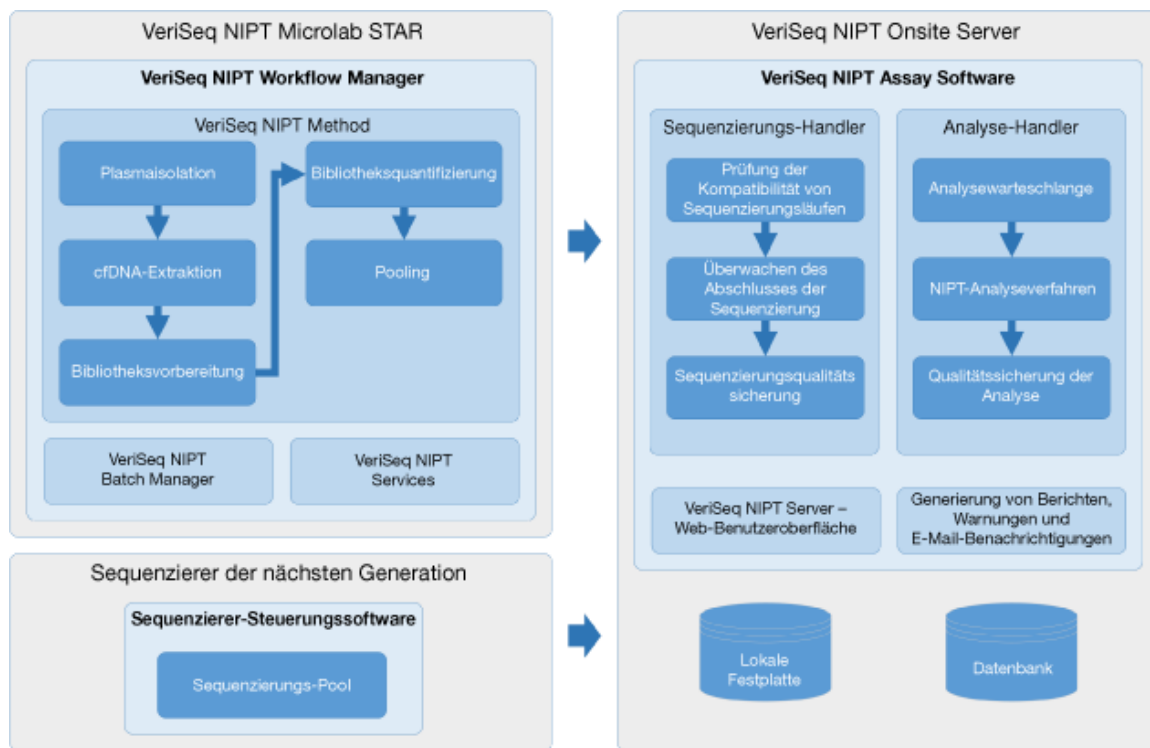 VeriSeq NIPT Microlab STAR
VeriSeq NIPT Workflow Manager
VeriSeq NIPT Method
Plasmaisolation
cfDNA-Extraktion
Bibliotheksvorbereitung
Bibliotheksquantifizierung
Pooling
VeriSeq NIPT
Batch Manager
VeriSeq NIPT
Services
Sequenzierer der nächsten Generation
Sequenzierer-Steuerungssoftware
Sequenzierungs-Pool
VeriSeq NIPT Onsite Server
VeriSeq NIPT Assay Software
Sequenzierungs-Handler
Prüfung der
Kompatibilität von
Sequenzierungsläufen
Überwachen des
Abschlusses der
Sequenzierung
Sequenzierungsqualitäts
sicherung
Analyse-Handler
Analysewarteschlange
NIPT-Analyseverfahren
Qualitätssicherung der
Analyse
VeriSeq NIPT Server –
Web-Benutzeroberfläche
Generierung von Berichten,
Warnungen und
E-Mail-Benachrichtigungen
Lokale
Festplatte
Datenbank